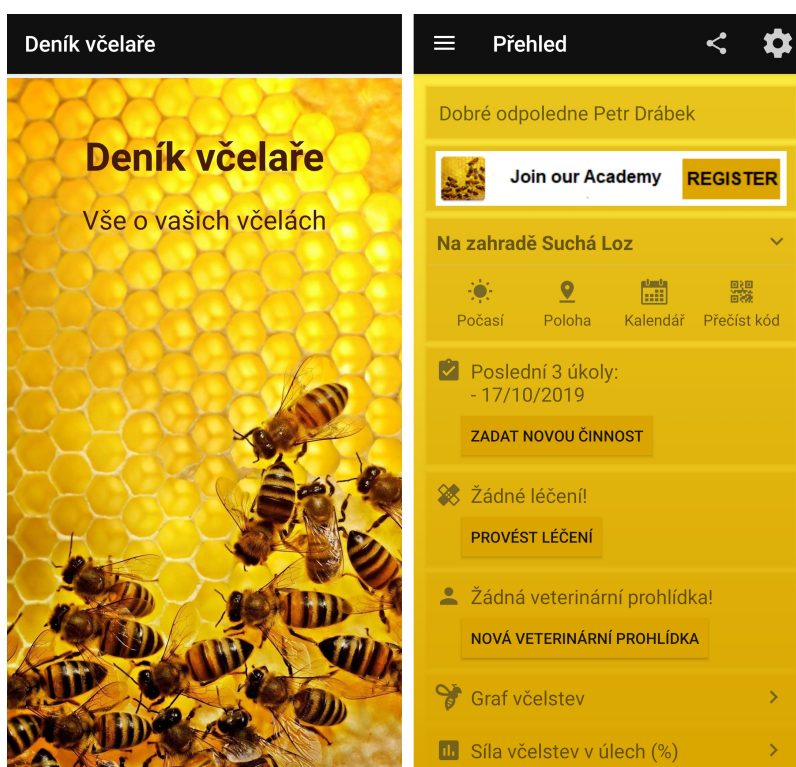 Deník včelaře
Deník včelaře
Vše o vašich včelách
Přehled
Dobré odpoledne Petr Drábek
Join our Academy
REGISTER
Na zahradě Suchá Loz
Počasí
Poloha
Kalendář
Přečíst kód
Poslední 3 úkoly:
- 17/10/2019
ZADAT NOVOU ČINNOST
Žádné léčení!
PROVÉST LÉČENÍ
Žádná veterinární prohlídka!
NOVÁ VETERINÁRNÍ PROHLÍDKA
Graf včelstev
Síla včelstev v úlech (%)